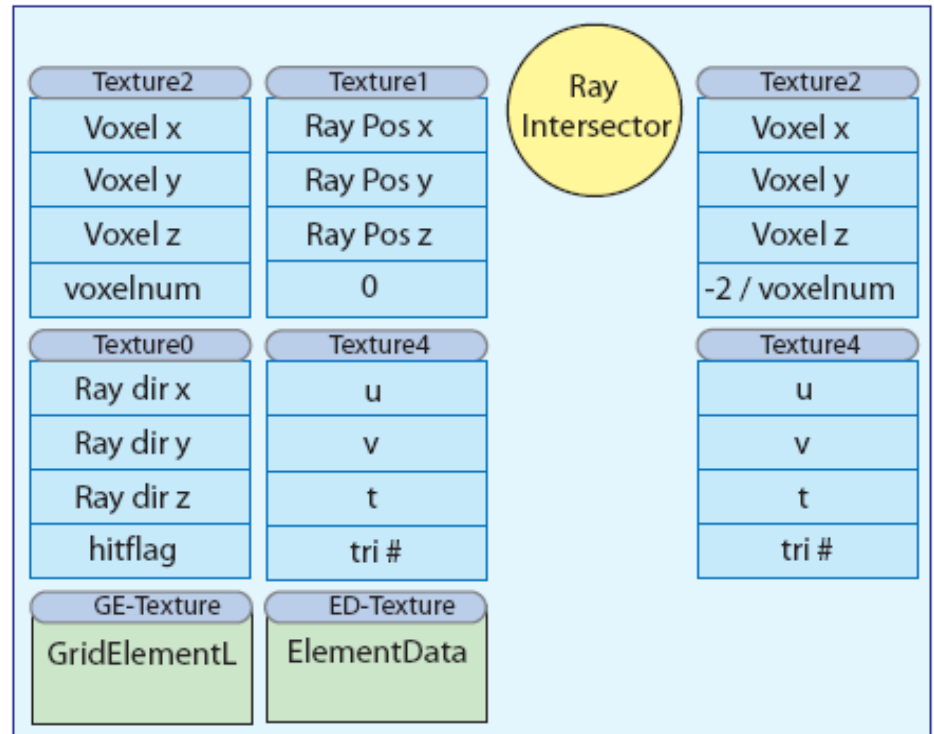 Texture2
Voxel x
Voxel y
Voxel z
voxelnum
Texture1
Ray Pos x
Ray Pos y
Ray Pos z
0
Ray
Intersector
Texture2
Voxel x
Voxel y
Voxel z
-2 / voxelnum
Texture0
Ray dir x
Ray dir y
Ray dir z
hitflag
Texture4
u
v
t
tri #
Texture4
u
v
t
tri #
GE-Texture
GridElementL
ED-Texture
ElementData